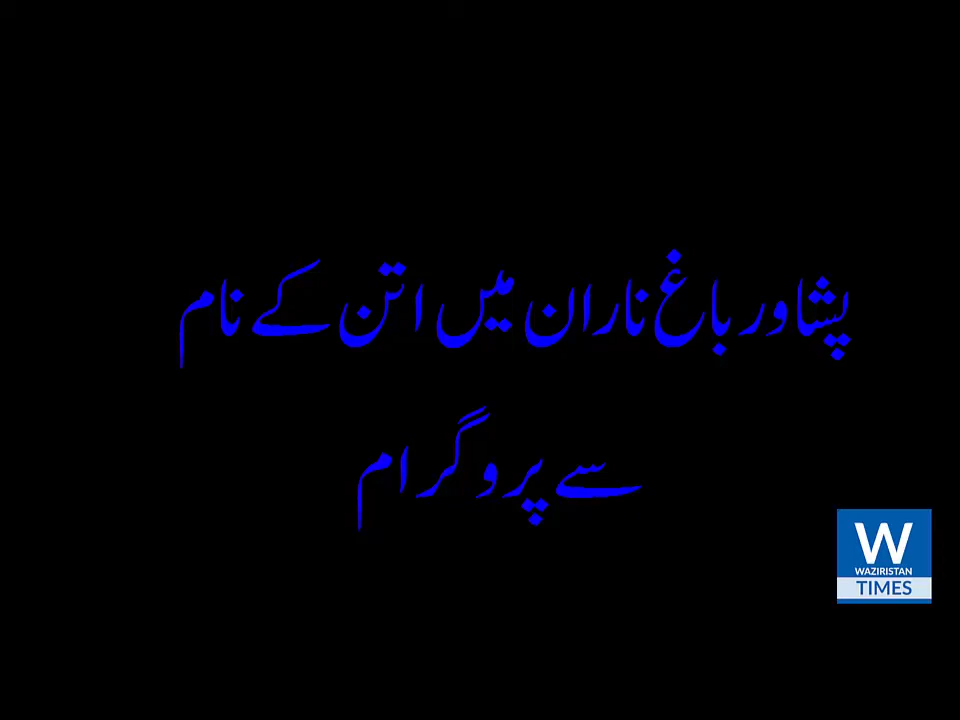 پشاور باغ ناران میں اتن کے نام
سے پروگرام
W
WAZIRISTAN
TIMES